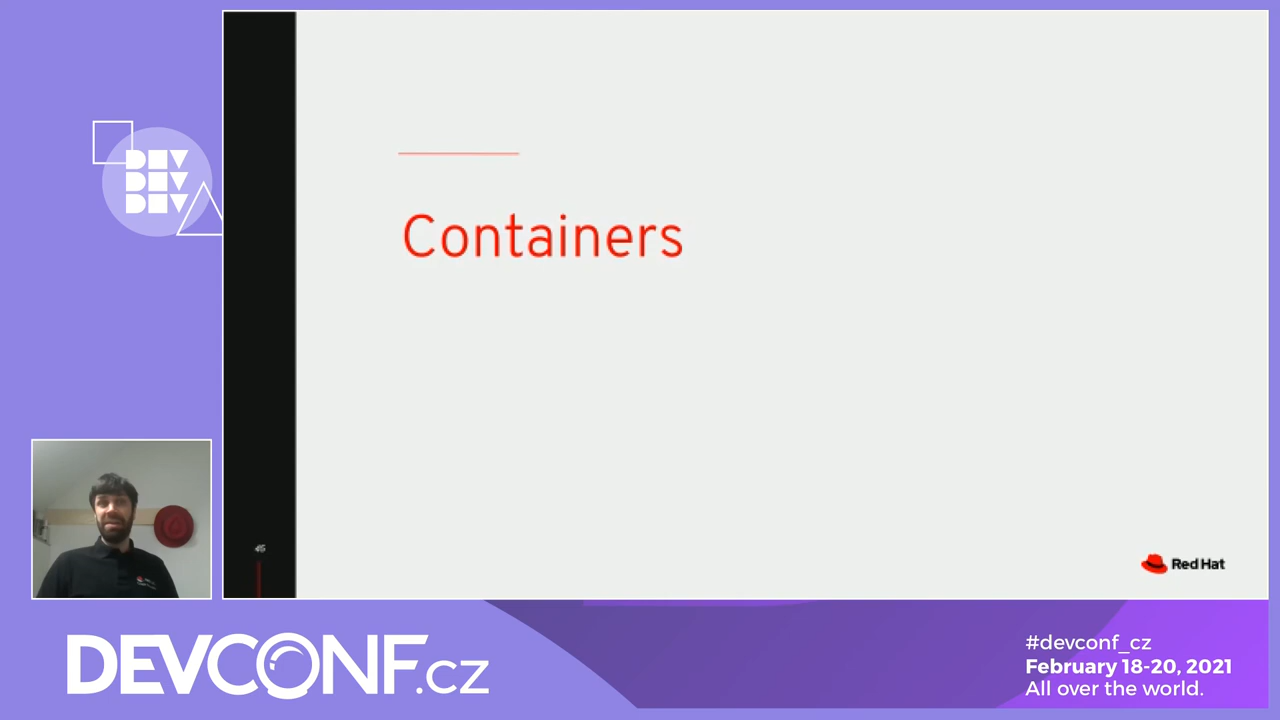 DEV
DEV
DEV
Containers
Red Hat
DEVCONF.cz
#devconf_cz
February 18-20, 2021
All over the world.